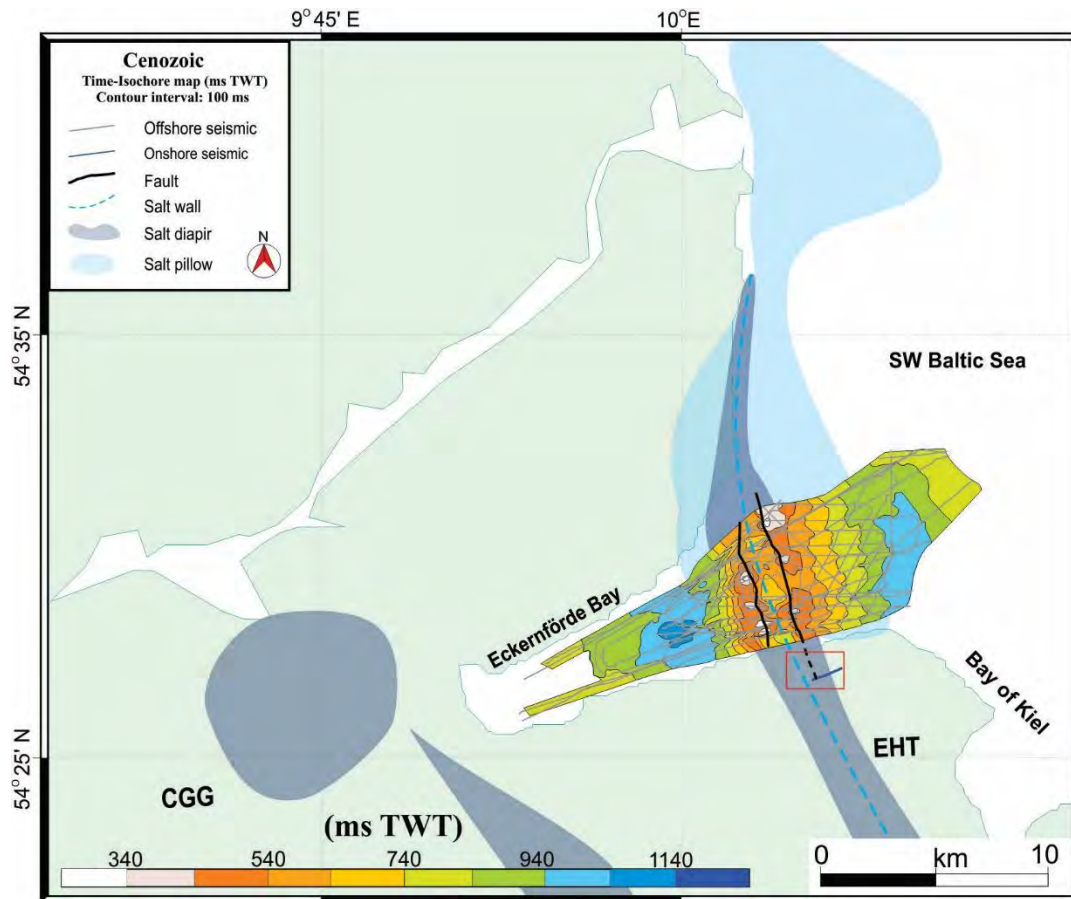 9° 45' E
10° E
Cenozoic
Time-Isochore map (ms TWT)
Contour interval: 100 ms
Offshore seismic
Onshore seismic
Fault
Salt wall
Salt diapir
Salt pillow
N
54° 35' N
SW Baltic Sea
Eckernförde Bay
Bay of Kiel
EHT
54° 25' N
CGG
(ms TWT)
340 540 740 940 1140
0 km 10